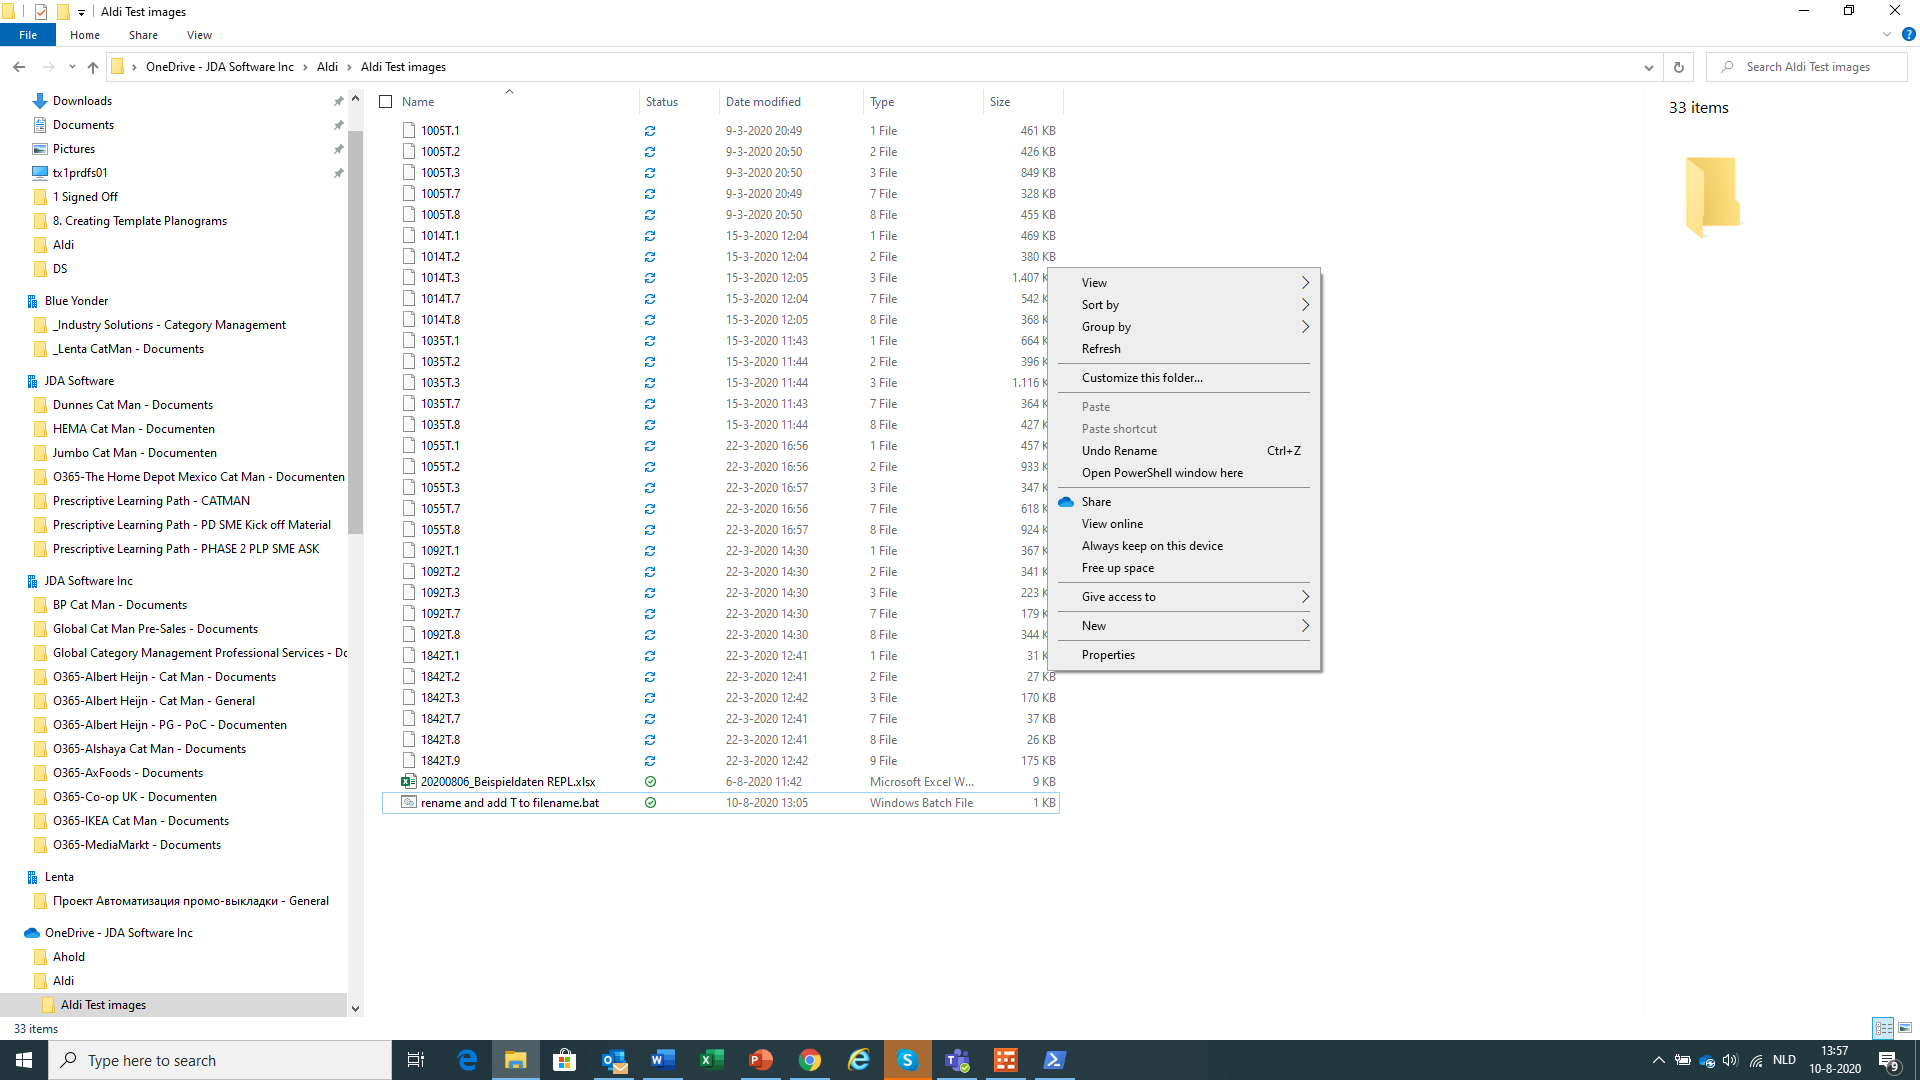 Aldi Test images
File Home Share View
OneDrive - JDA Software Inc > Aldi > Aldi Test images
Search Aldi Test images
Downloads
Documents
Pictures
tx1prdfs01
1 Signed Off
8. Creating Template Planograms
Aldi
DS
Blue Yonder
_Industry Solutions - Category Management
_Lenta CatMan - Documents
JDA Software
Dunnes Cat Man - Documents
HEMA Cat Man - Documenten
Jumbo Cat Man - Documenten
O365-The Home Depot Mexico Cat Man - Documenten
Prescriptive Learning Path - CATMAN
Prescriptive Learning Path - PD SME Kick off Material
Prescriptive Learning Path - PHASE 2 PLP SME ASK
JDA Software Inc
BP Cat Man - Documents
Global Cat Man Pre-Sales - Documents
Global Category Management Professional Services - Dc
O365-Albert Heijn - Cat Man - Documents
O365-Albert Heijn - Cat Man - General
O365-Albert Heijn - PG - PoC - Documenten
O365-Alshaya Cat Man - Documents
O365-AxFoods - Documents
O365-Co-op UK - Documenten
O365-IKEA Cat Man - Documents
O365-MediaMarkt - Documents
Lenta
Проект Автоматизация промо-выкладки - General
OneDrive - JDA Software Inc
Ahold
Aldi
Aldi Test images
Name Status Date modified Type Size
1005T.1 9-3-2020 20:49 1 File 461 KB
1005T.2 9-3-2020 20:50 2 File 426 KB
1005T.3 9-3-2020 20:50 3 File 849 KB
1005T.7 9-3-2020 20:49 7 File 328 KB
1005T.8 9-3-2020 20:50 8 File 455 KB
1014T.1 15-3-2020 12:04 1 File 469 KB
1014T.2 15-3-2020 12:04 2 File 380 KB
1014T.3 15-3-2020 12:05 3 File 1.407 K
1014T.7 15-3-2020 12:04 7 File 542 K
1014T.8 15-3-2020 12:05 8 File 368 K
1035T.1 15-3-2020 11:43 1 File 664 K
1035T.2 15-3-2020 11:44 2 File 396 K
1035T.3 15-3-2020 11:44 3 File 1.116 K
1035T.7 15-3-2020 11:43 7 File 364 K
1035T.8 15-3-2020 11:44 8 File 427 K
1055T.1 22-3-2020 16:56 1 File 457 K
1055T.2 22-3-2020 16:56 2 File 933 K
1055T.3 22-3-2020 16:57 3 File 347 K
1055T.7 22-3-2020 16:56 7 File 618 K
1055T.8 22-3-2020 16:57 8 File 924 K
1092T.1 22-3-2020 14:30 1 File 367 K
1092T.2 22-3-2020 14:30 2 File 341 K
1092T.3 22-3-2020 14:30 3 File 223 K
1092T.7 22-3-2020 14:30 7 File 179 K
1092T.8 22-3-2020 14:30 8 File 344 K
1842T.1 22-3-2020 12:41 1 File 31 K
1842T.2 22-3-2020 12:41 2 File 27 KB
1842T.3 22-3-2020 12:42 3 File 170 KB
1842T.7 22-3-2020 12:41 7 File 37 KB
1842T.8 22-3-2020 12:41 8 File 26 KB
1842T.9 22-3-2020 12:42 9 File 175 KB
20200806_Beispieldaten REPL.xlsx 6-8-2020 11:42 Microsoft Excel W... 9 KB
rename and add T to filename.bat 10-8-2020 13:05 Windows Batch File 1 KB
View
Sort by
Group by
Refresh
Customize this folder...
Paste
Paste shortcut
Undo Rename Ctrl+Z
Open PowerShell window here
Share
View online
Always keep on this device
Free up space
Give access to
New
Properties
33 items
33 items
Type here to search
NLD
13:57
10-8-2020
9